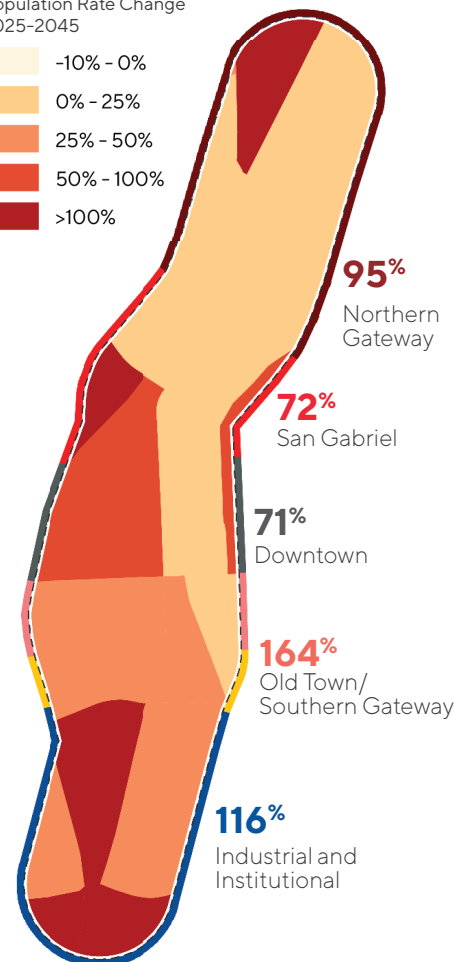 opulation Rate Change
025-2045
-10% - 0%
0% - 25%
25% - 50%
50% - 100%
>100%
95%
Northern
Gateway
72%
San Gabriel
71%
Downtown
164%
Old Town/
Southern Gateway
116%
Industrial and
Institutional